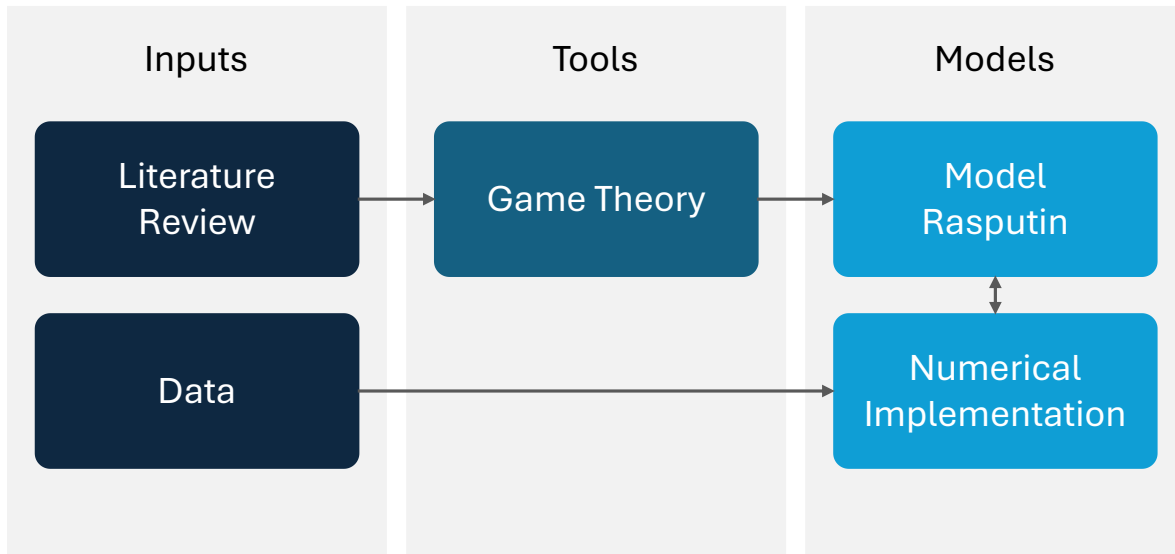 Inputs
Tools
Models
Literature
Review
Game Theory
Model
Rasputin
Data
Numerical
Implementation